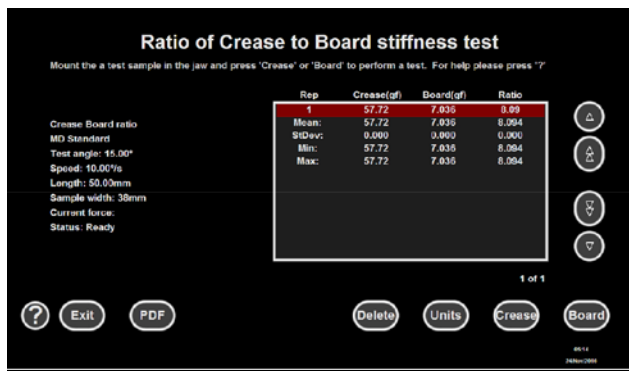 Ratio of Crease to Board stiffness test
Mount the a test sample in the jaw and press 'Crease' or 'Board' to perform a test. For help please press '?'
Rep Crease(gf) Board(gf) Ratio
1 57.72 7.036 8.09
Mean: 57.72 7.036 8.094
StDev: 0.000 0.000 0.000
Min: 57.72 7.036 8.094
Max: 57.72 7.036 8.094
Crease Board ratio
MD Standard
Test angle: 15.00°
Speed: 10.00°/s
Length: 50.00mm
Sample width: 38mm
Current force:
Status: Ready
1 of 1
? Exit PDF Delete Units Crease Board